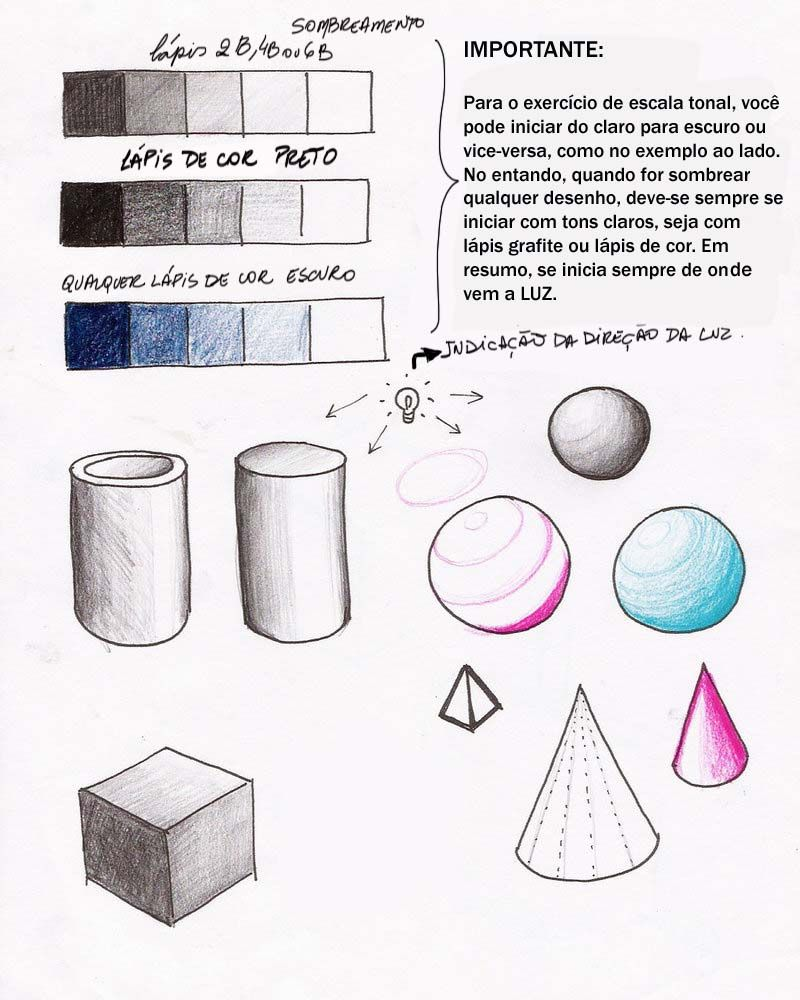 SOMBREAMENTO
lápis 2B, 4B ou 6B
LÁPIS DE COR PRETO
QUALQUER LÁPIS DE COR ESCURO
IMPORTANTE:
Para o exercício de escala tonal, você
pode iniciar do claro para escuro ou
vice-versa, como no exemplo ao lado.
No entando, quando for sombrear
qualquer desenho, deve-se sempre se
iniciar com tons claros, seja com
lápis grafite ou lápis de cor. Em
resumo, se inicia sempre de onde
vem a LUZ.
INDICAÇÃO DA DIREÇÃO DA LUZ.